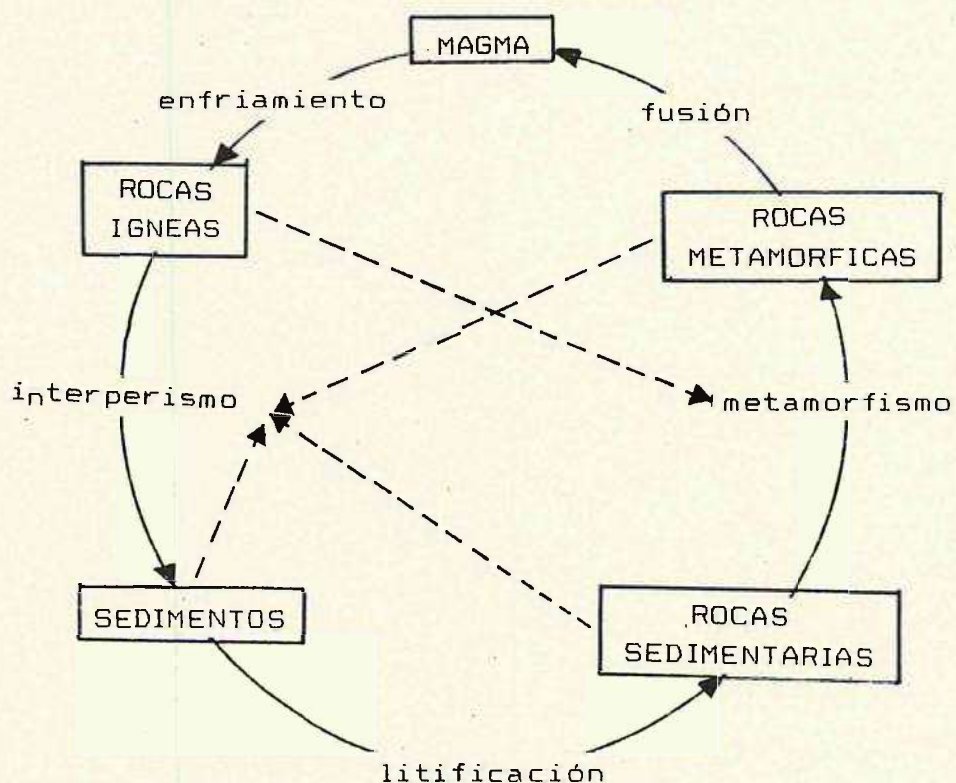 MAGMA
enfriamiento
fusión
ROCAS
IGNEAS
ROCAS
METAMORFICAS
interperismo
metamorfismo
SEDIMENTOS
ROCAS
SEDIMENTARIAS
litificación